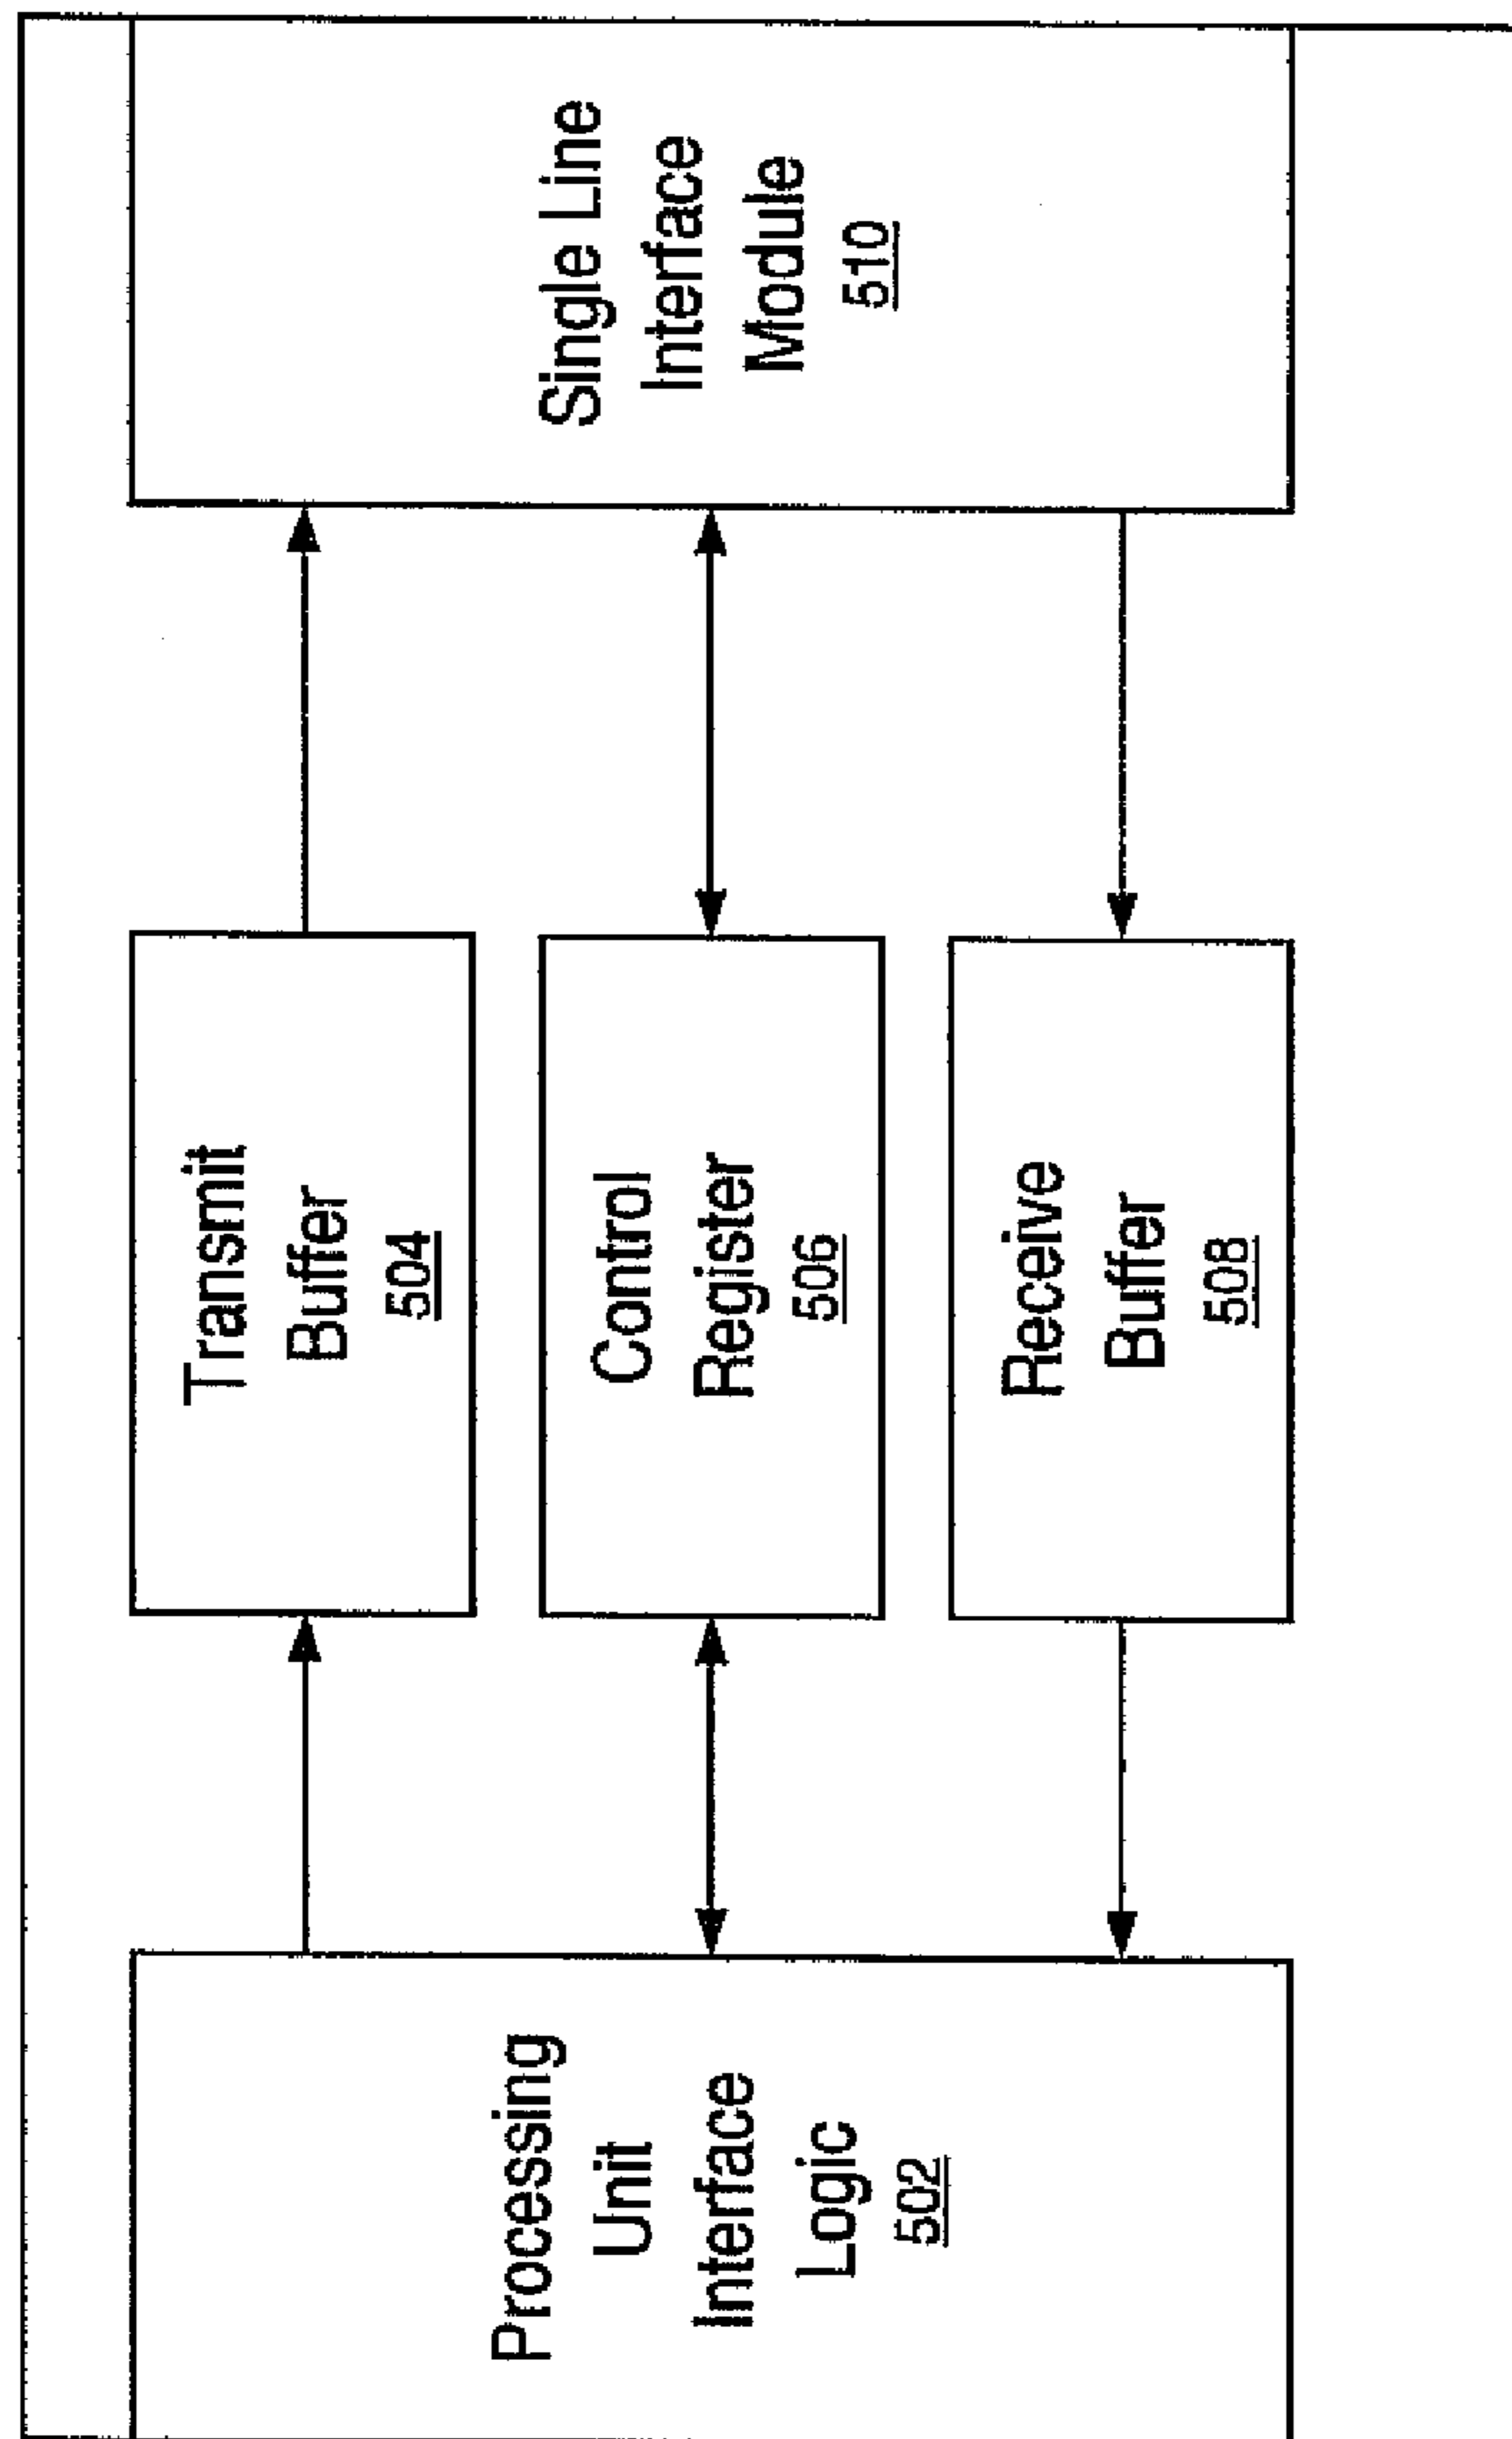 Processing
Unit
Interface
Logic
502
Transmit
Buffer
504
Control
Register
506
Receive
Buffer
508
Single Line
Interface
Module
510